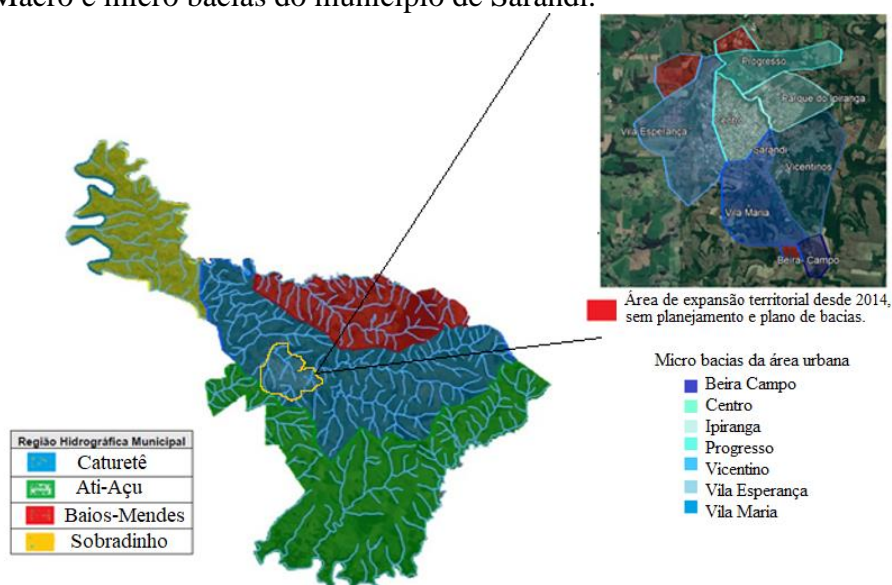 Macro e micro bacias do município de Sarandi.
Progresso
Parque do Ipiranga
Centro
Vila Esperança
Sarandi
Vicentinos
Vila Maria
Beira- Campo
Área de expansão territorial desde 2014,
sem planejamento e plano de bacias.
Micro bacias da área urbana
Beira Campo
Centro
Ipiranga
Progresso
Vicentino
Vila Esperança
Vila Maria
Região Hidrográfica Municipal
Caturetê
Ati-Açu
Baios-Mendes
Sobradinho